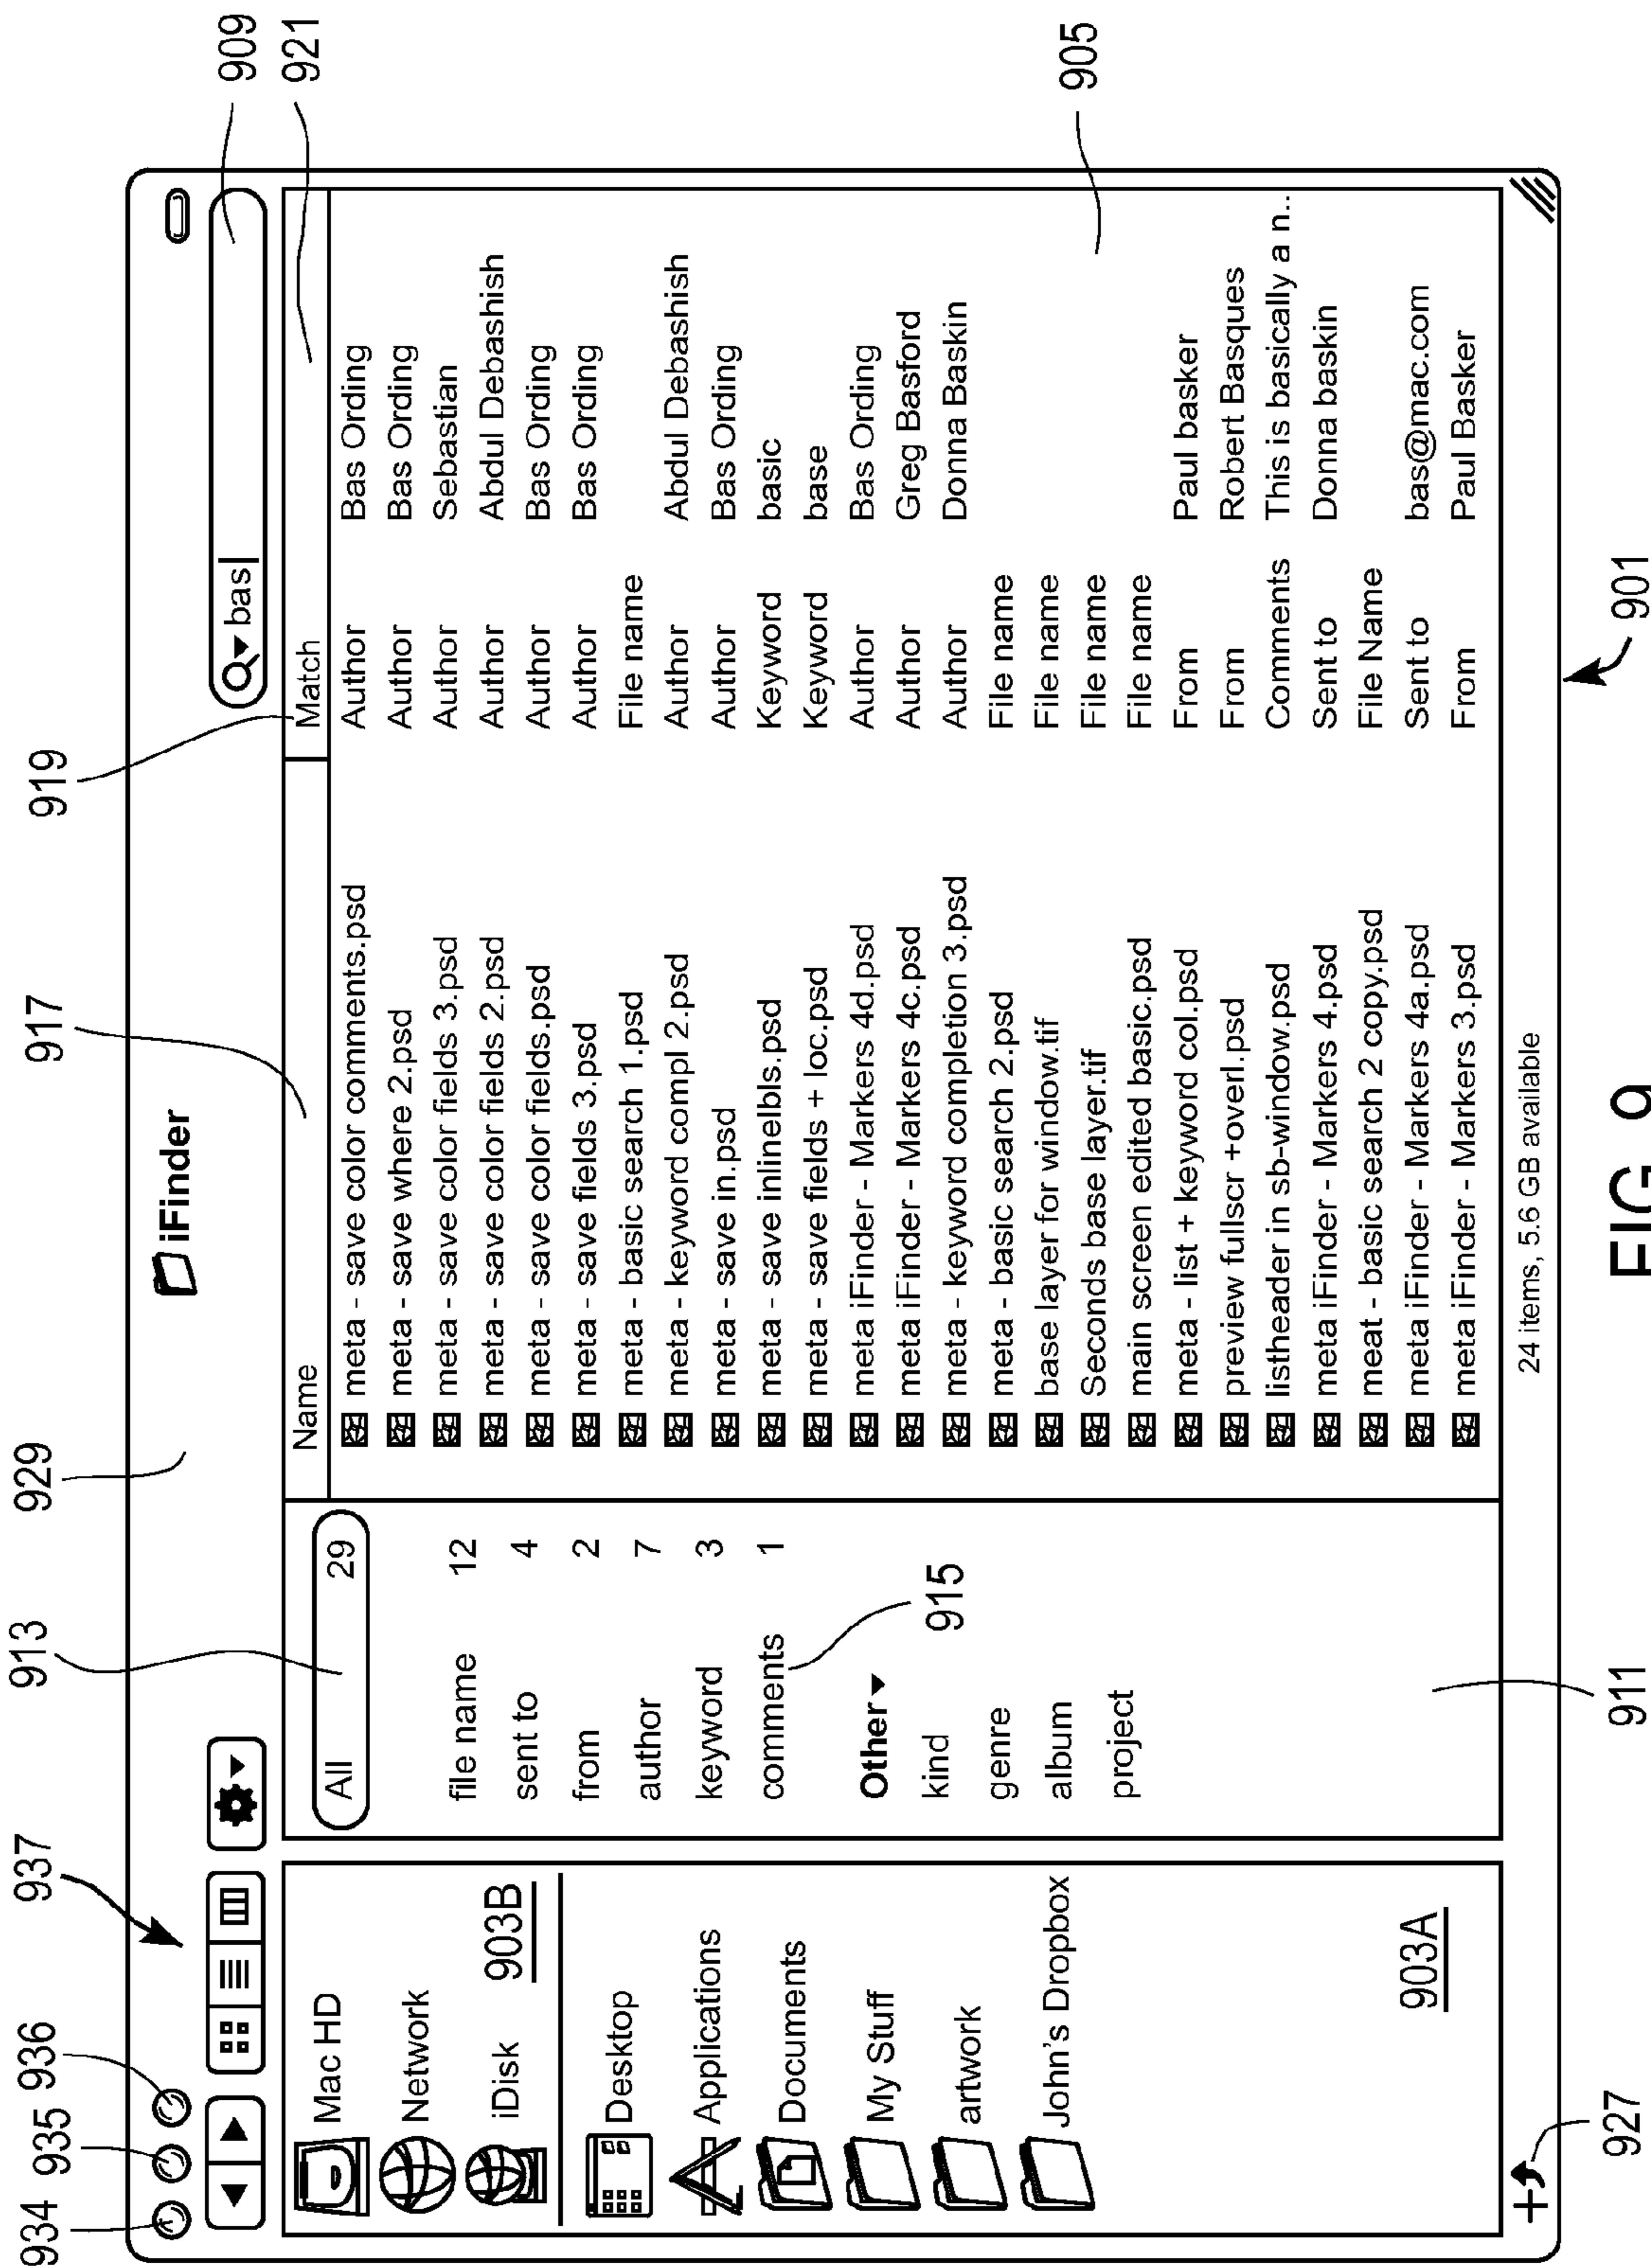 934
935
936
937
913
929
917
919
909
921
iFinder
bas
Mac HD
Network
iDisk
903B
Desktop
Applications
Documents
My Stuff
artwork
John's Dropbox
903A
All 29
file name 12
sent to 4
from 2
author 7
keyword 3
comments 1
915
Other
kind
genre
album
project
Name Match
meta - save color comments.psd Author Bas Ording
meta - save where 2.psd Author Bas Ording
meta - save color fields 3.psd Author Sebastian
meta - save color fields 2.psd Author Abdul Debashish
meta - save color fields.psd Author Bas Ording
meta - save fields 3.psd Author Bas Ording
meta - basic search 1.psd File name
meta - keyword compl 2.psd Author Abdul Debashish
meta - save in.psd Author Bas Ording
meta - save inlinelbls.psd Keyword basic
meta - save fields + loc.psd Keyword base
meta iFinder - Markers 4d.psd Author Bas Ording
meta iFinder - Markers 4c.psd Author Greg Basford
meta - keyword completion 3.psd Author Donna Baskin
meta - basic search 2.psd File name
base layer for window.tif File name
Seconds base layer.tif File name
main screen edited basic.psd File name
meta - list + keyword col.psd From Paul basker
preview fullscr +overl.psd From Robert Basques
listheader in sb-window.psd Comments This is basically a n..
meta iFinder - Markers 4.psd Sent to Donna baskin
meat - basic search 2 copy.psd File Name
meta iFinder - Markers 4a.psd Sent to bas@mac.com
meta iFinder - Markers 3.psd From Paul Basker
905
24 items, 5.6 GB available
927
911
901
FIG. 9